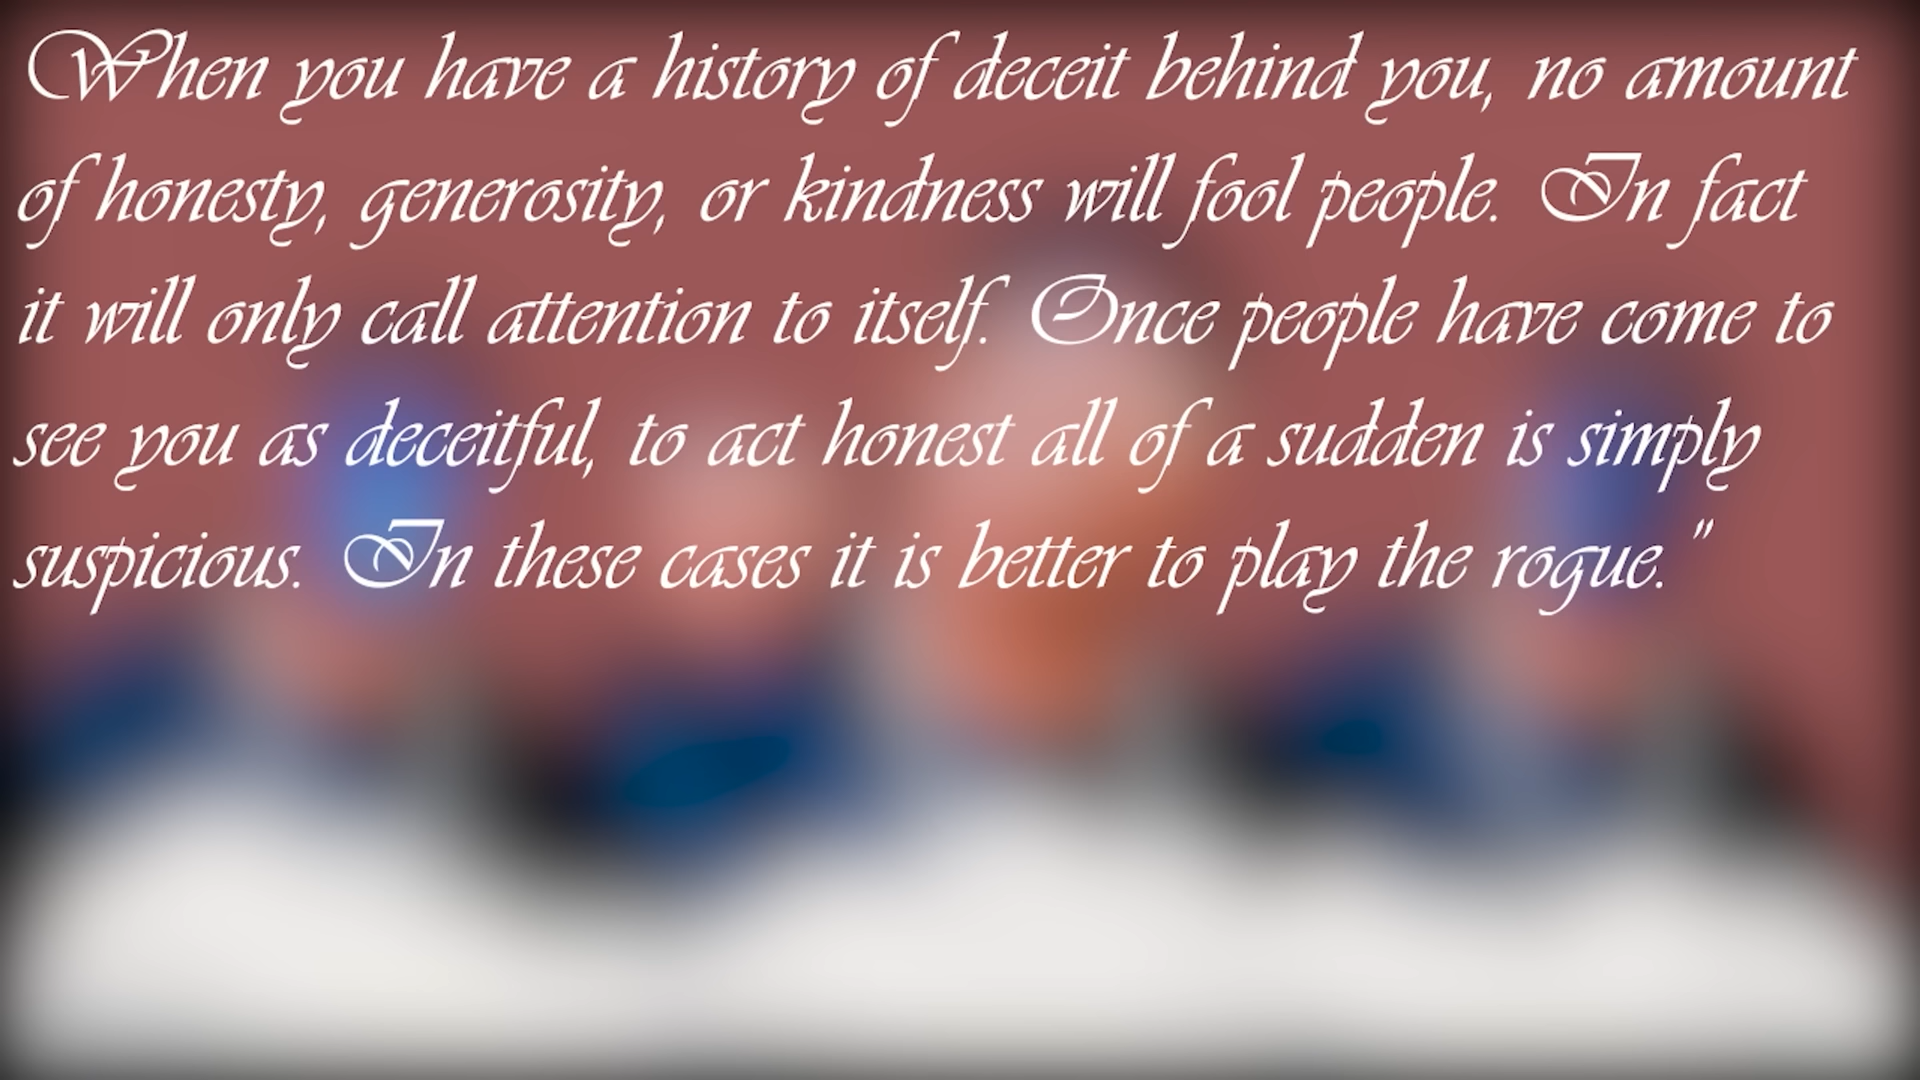 When you have a history of deceit behind you, no amount
of honesty, generosity, or kindness will fool people. In fact
it will only call attention to itself. Once people have come to
see you as deceitful, to act honest all of a sudden is simply
suspicious. In these cases it is better to play the rogue."